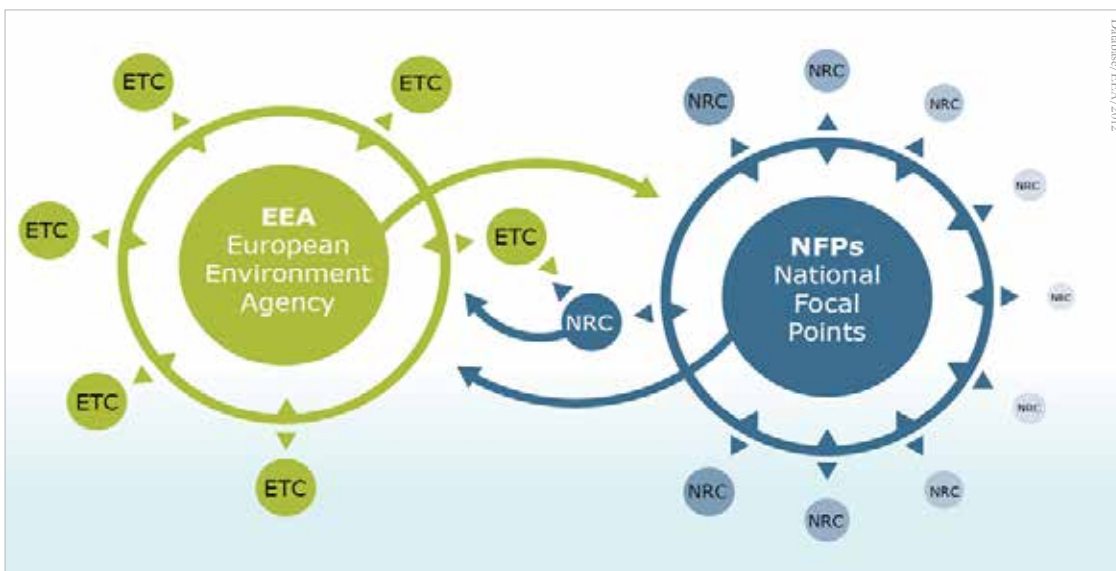 ETC
ETC
NRC
NRC
NRC
ETC
EEA
European
Environment
Agency
ETC
NRC
NFPs
National
Focal
Points
NRC
NRC
NRC
ETC
NRC
ETC
NRC
NRC
NRC